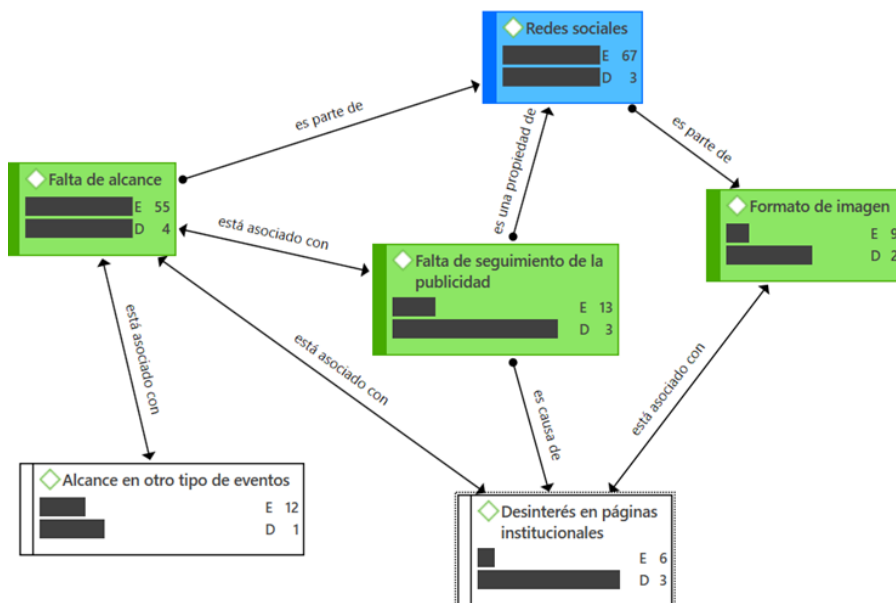 Redes sociales
E 67
D 3
es parte de
es parte de
es una propiedad de
Falta de alcance
E 55
D 4
Formato de imagen
E 9
D 2
está asociado con
Falta de seguimiento de la
publicidad
E 13
D 3
está asociado con
está asociado con
está asociado con
es causa de
Alcance en otro tipo de eventos
E 12
D 1
Desinterés en páginas
institucionales
E 6
D 3